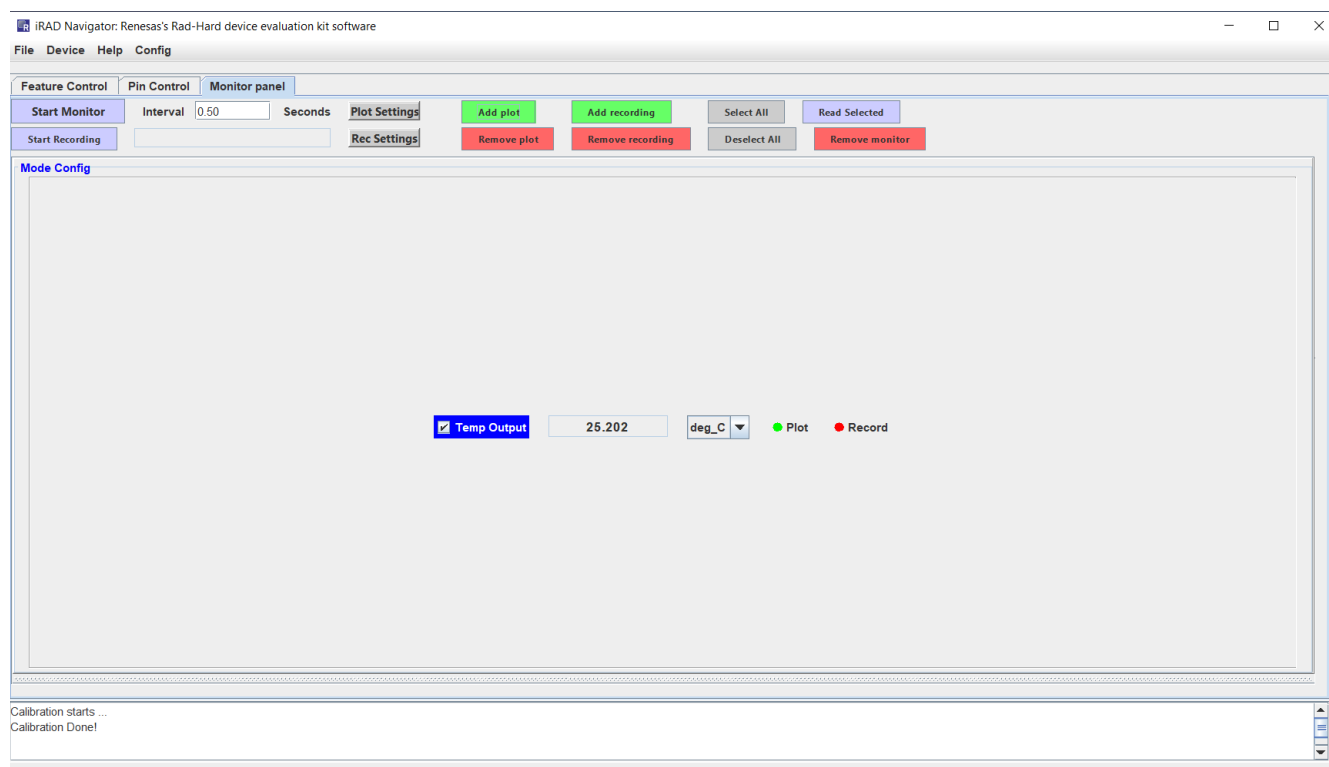 iRAD Navigator: Renesas's Rad-Hard device evaluation kit software
File Device Help Config
Feature Control Pin Control Monitor panel
Start Monitor Interval 0.50 Seconds Plot Settings Add plot Add recording Select All Read Selected
Start Recording Rec Settings Remove plot Remove recording Deselect All Remove monitor
Mode Config
Temp Output 25.202 deg_C Plot Record
Calibration starts ...
Calibration Done!